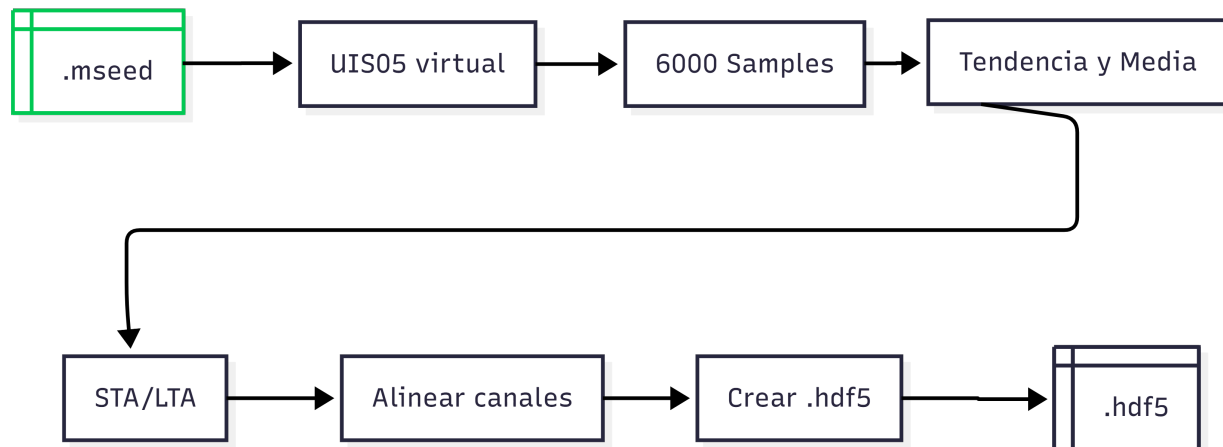 .mseed
UIS05 virtual
6000 Samples
Tendencia y Media
STA/LTA
Alinear canales
Crear .hdf5
.hdf5